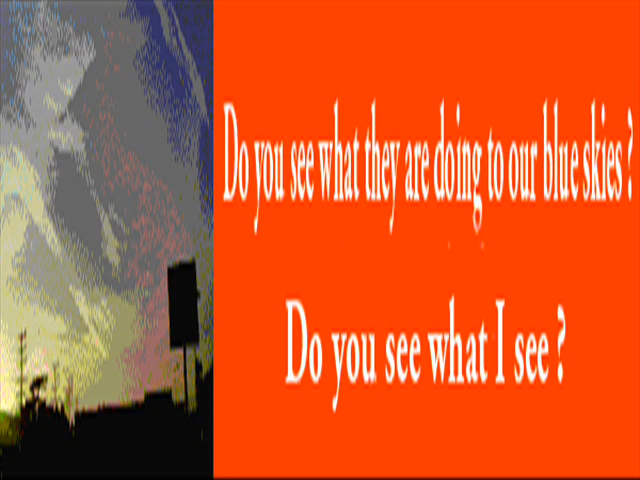 Do you see what they are doing to our blue skies ?
Do you see what I see ?